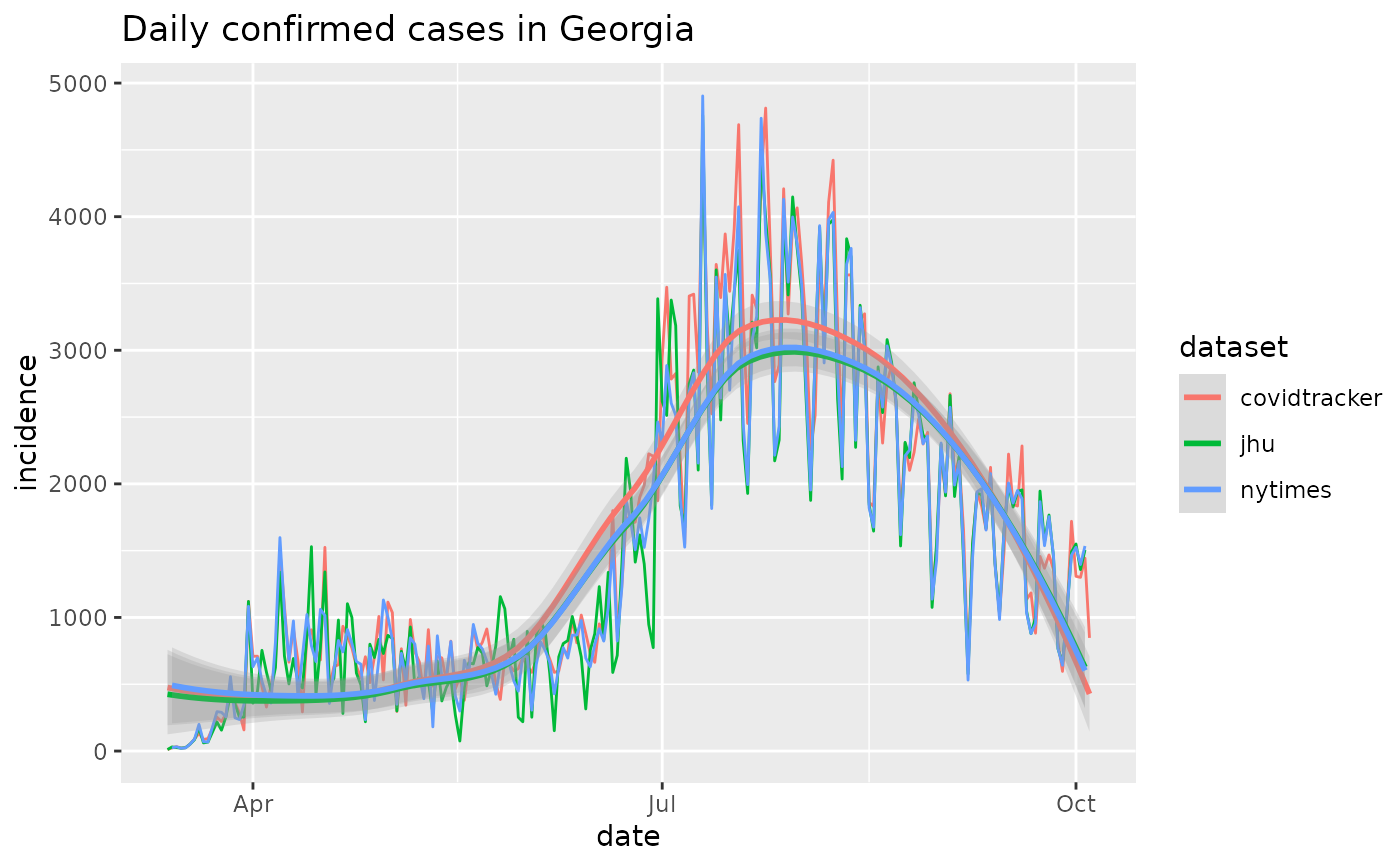 Daily confirmed cases in Georgia
5000
4000
3000
2000
1000
0
incidence
Apr
Jul
Oct
date
dataset
covidtracker
jhu
nytimes